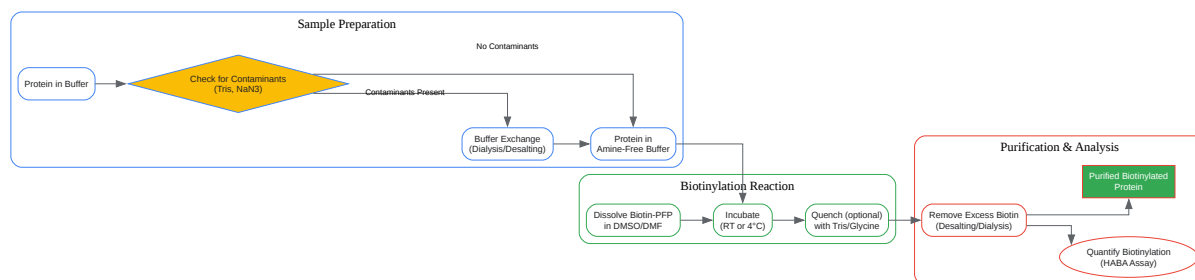 Sample Preparation
No Contaminants
Protein in Buffer
Check for Contaminants
(Tris, NaN3)
Contaminants Present
Buffer Exchange
(Dialysis/Desalting)
Protein in
Amine-Free Buffer
Biotinylation Reaction
Dissolve Biotin-PFP
in DMSO/DMF
Incubate
(RT or 4°C)
Quench (optional)
with Tris/Glycine
Purification & Analysis
Purified Biotinylated
Protein
Remove Excess Biotin
(Desalting/Dialysis)
Quantify Biotinylation
(HABA Assay)